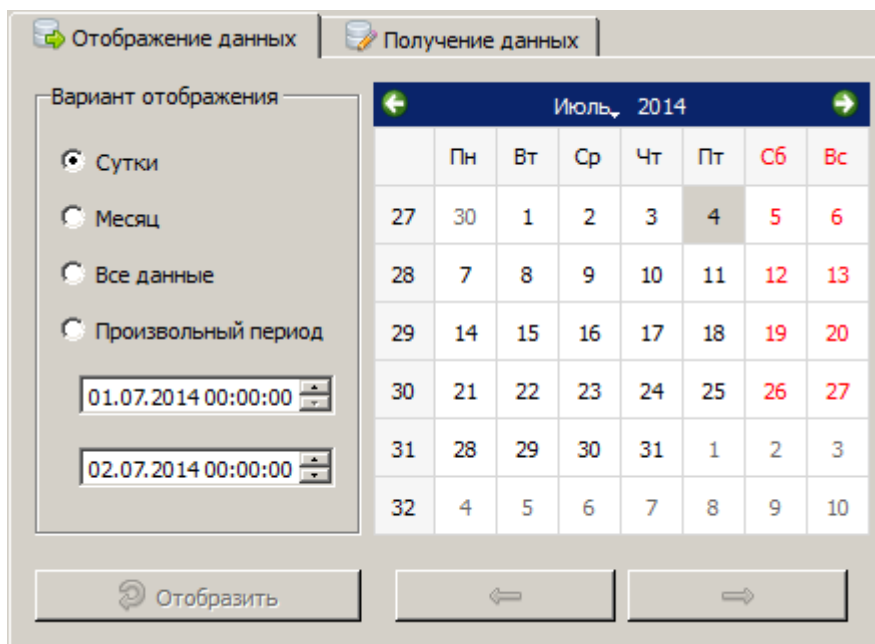 Отображение данных
Получение данных
Вариант отображения
Сутки
Месяц
Все данные
Произвольный период
01.07.2014 00:00:00
02.07.2014 00:00:00
Июль 2014
Пн Вт Ср Чт Пт Сб Вс
27 30 1 2 3 4 5 6
28 7 8 9 10 11 12 13
29 14 15 16 17 18 19 20
30 21 22 23 24 25 26 27
31 28 29 30 31 1 2 3
32 4 5 6 7 8 9 10
Отобразить